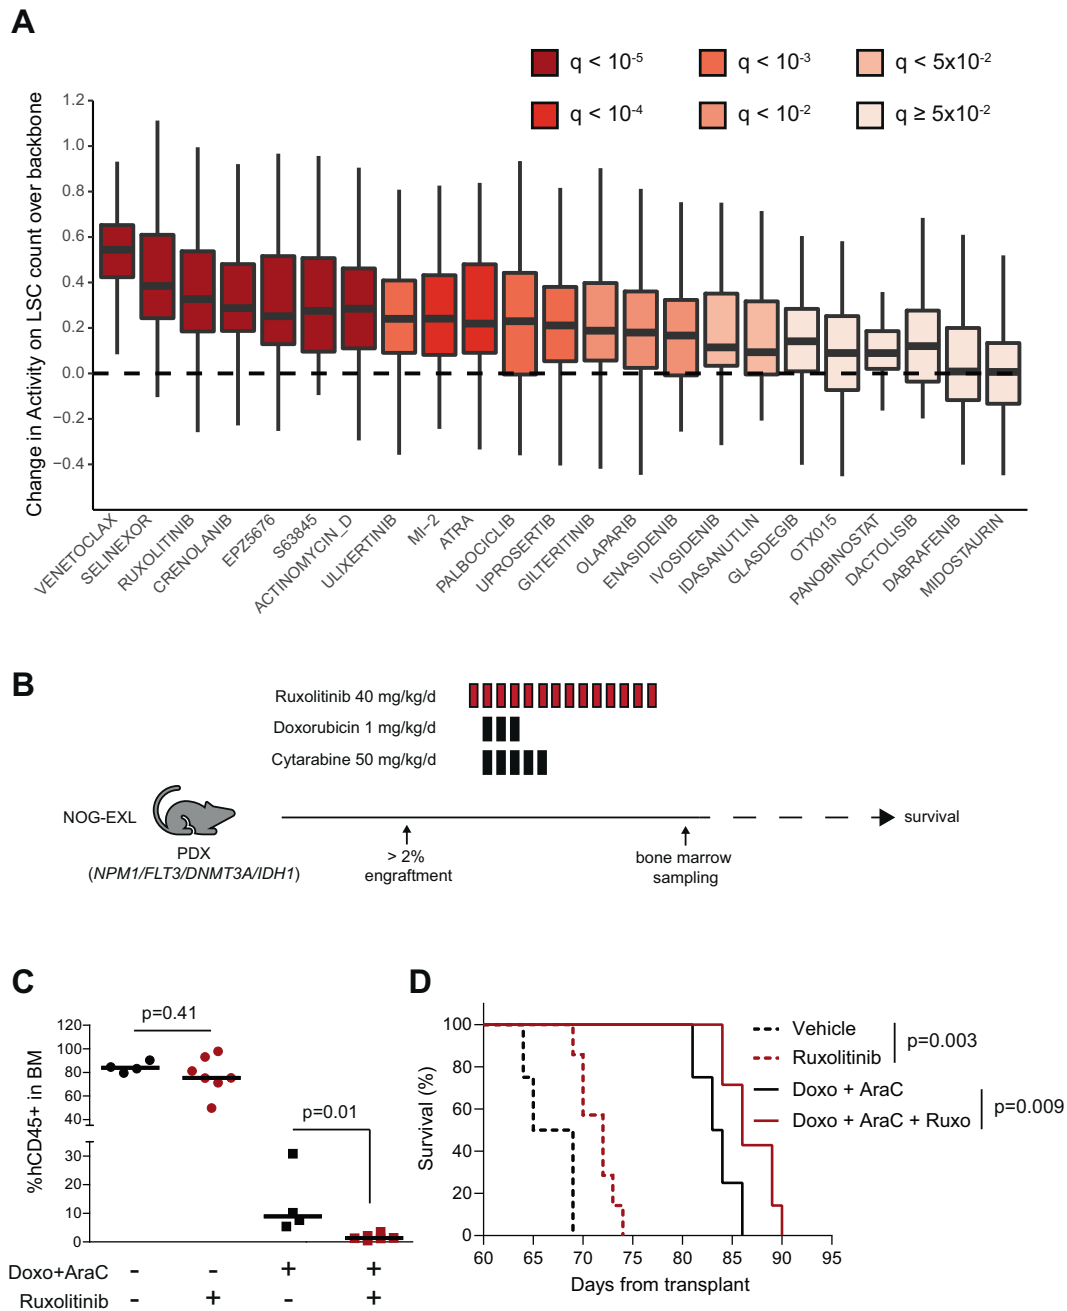 A
q < 10-5
q < 10-3
q < 5x10-2
q < 10-4
q < 10-2
q ≥ 5x10-2
Change in Activity on LSC count over backbone
1.2
1.0
0.8
0.6
0.4
0.2
0.0
−0.2
−0.4
VENETOCLAX
SELINEXOR
RUXOLITINIB
CRENOLANIB
EPZ5676
S63845
ACTINOMYCIN_D
ULIXERTINIB
MI−2
ATRA
PALBOCICLIB
UPROSERTIB
GILTERITINIB
OLAPARIB
ENASIDENIB
IVOSIDENIB
IDASANUTLIN
GLASDEGIB
OTX015
PANOBINOSTAT
DACTOLISIB
DABRAFENIB
MIDOSTAURIN
B
Ruxolitinib 40 mg/kg/d
Doxorubicin 1 mg/kg/d
Cytarabine 50 mg/kg/d
NOG-EXL
PDX
(NPM1/FLT3/DNMT3A/IDH1)
> 2%
engraftment
bone marrow
sampling
survival
C
%hCD45+ in BM
120
100
80
60
40
30
20
10
0
p=0.41
p=0.01
Doxo+AraC - - + +
Ruxolitinib - + - +
D
Survival (%)
100
80
60
40
20
0
60 65 70 75 80 85 90 95
Days from transplant
Vehicle
Ruxolitinib
p=0.003
Doxo + AraC
Doxo + AraC + Ruxo
p=0.009